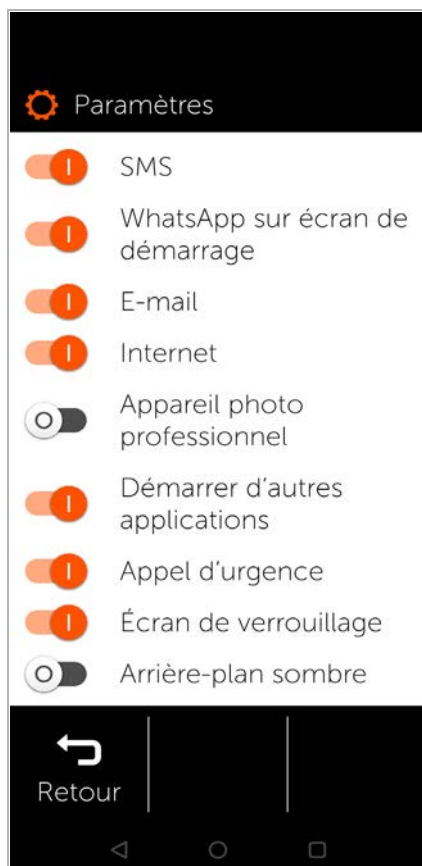 Paramètres
SMS
WhatsApp sur écran de
démarrage
E-mail
Internet
Appareil photo
professionnel
Démarrer d’autres
applications
Appel d’urgence
Écran de verrouillage
Arrière-plan sombre
Retour